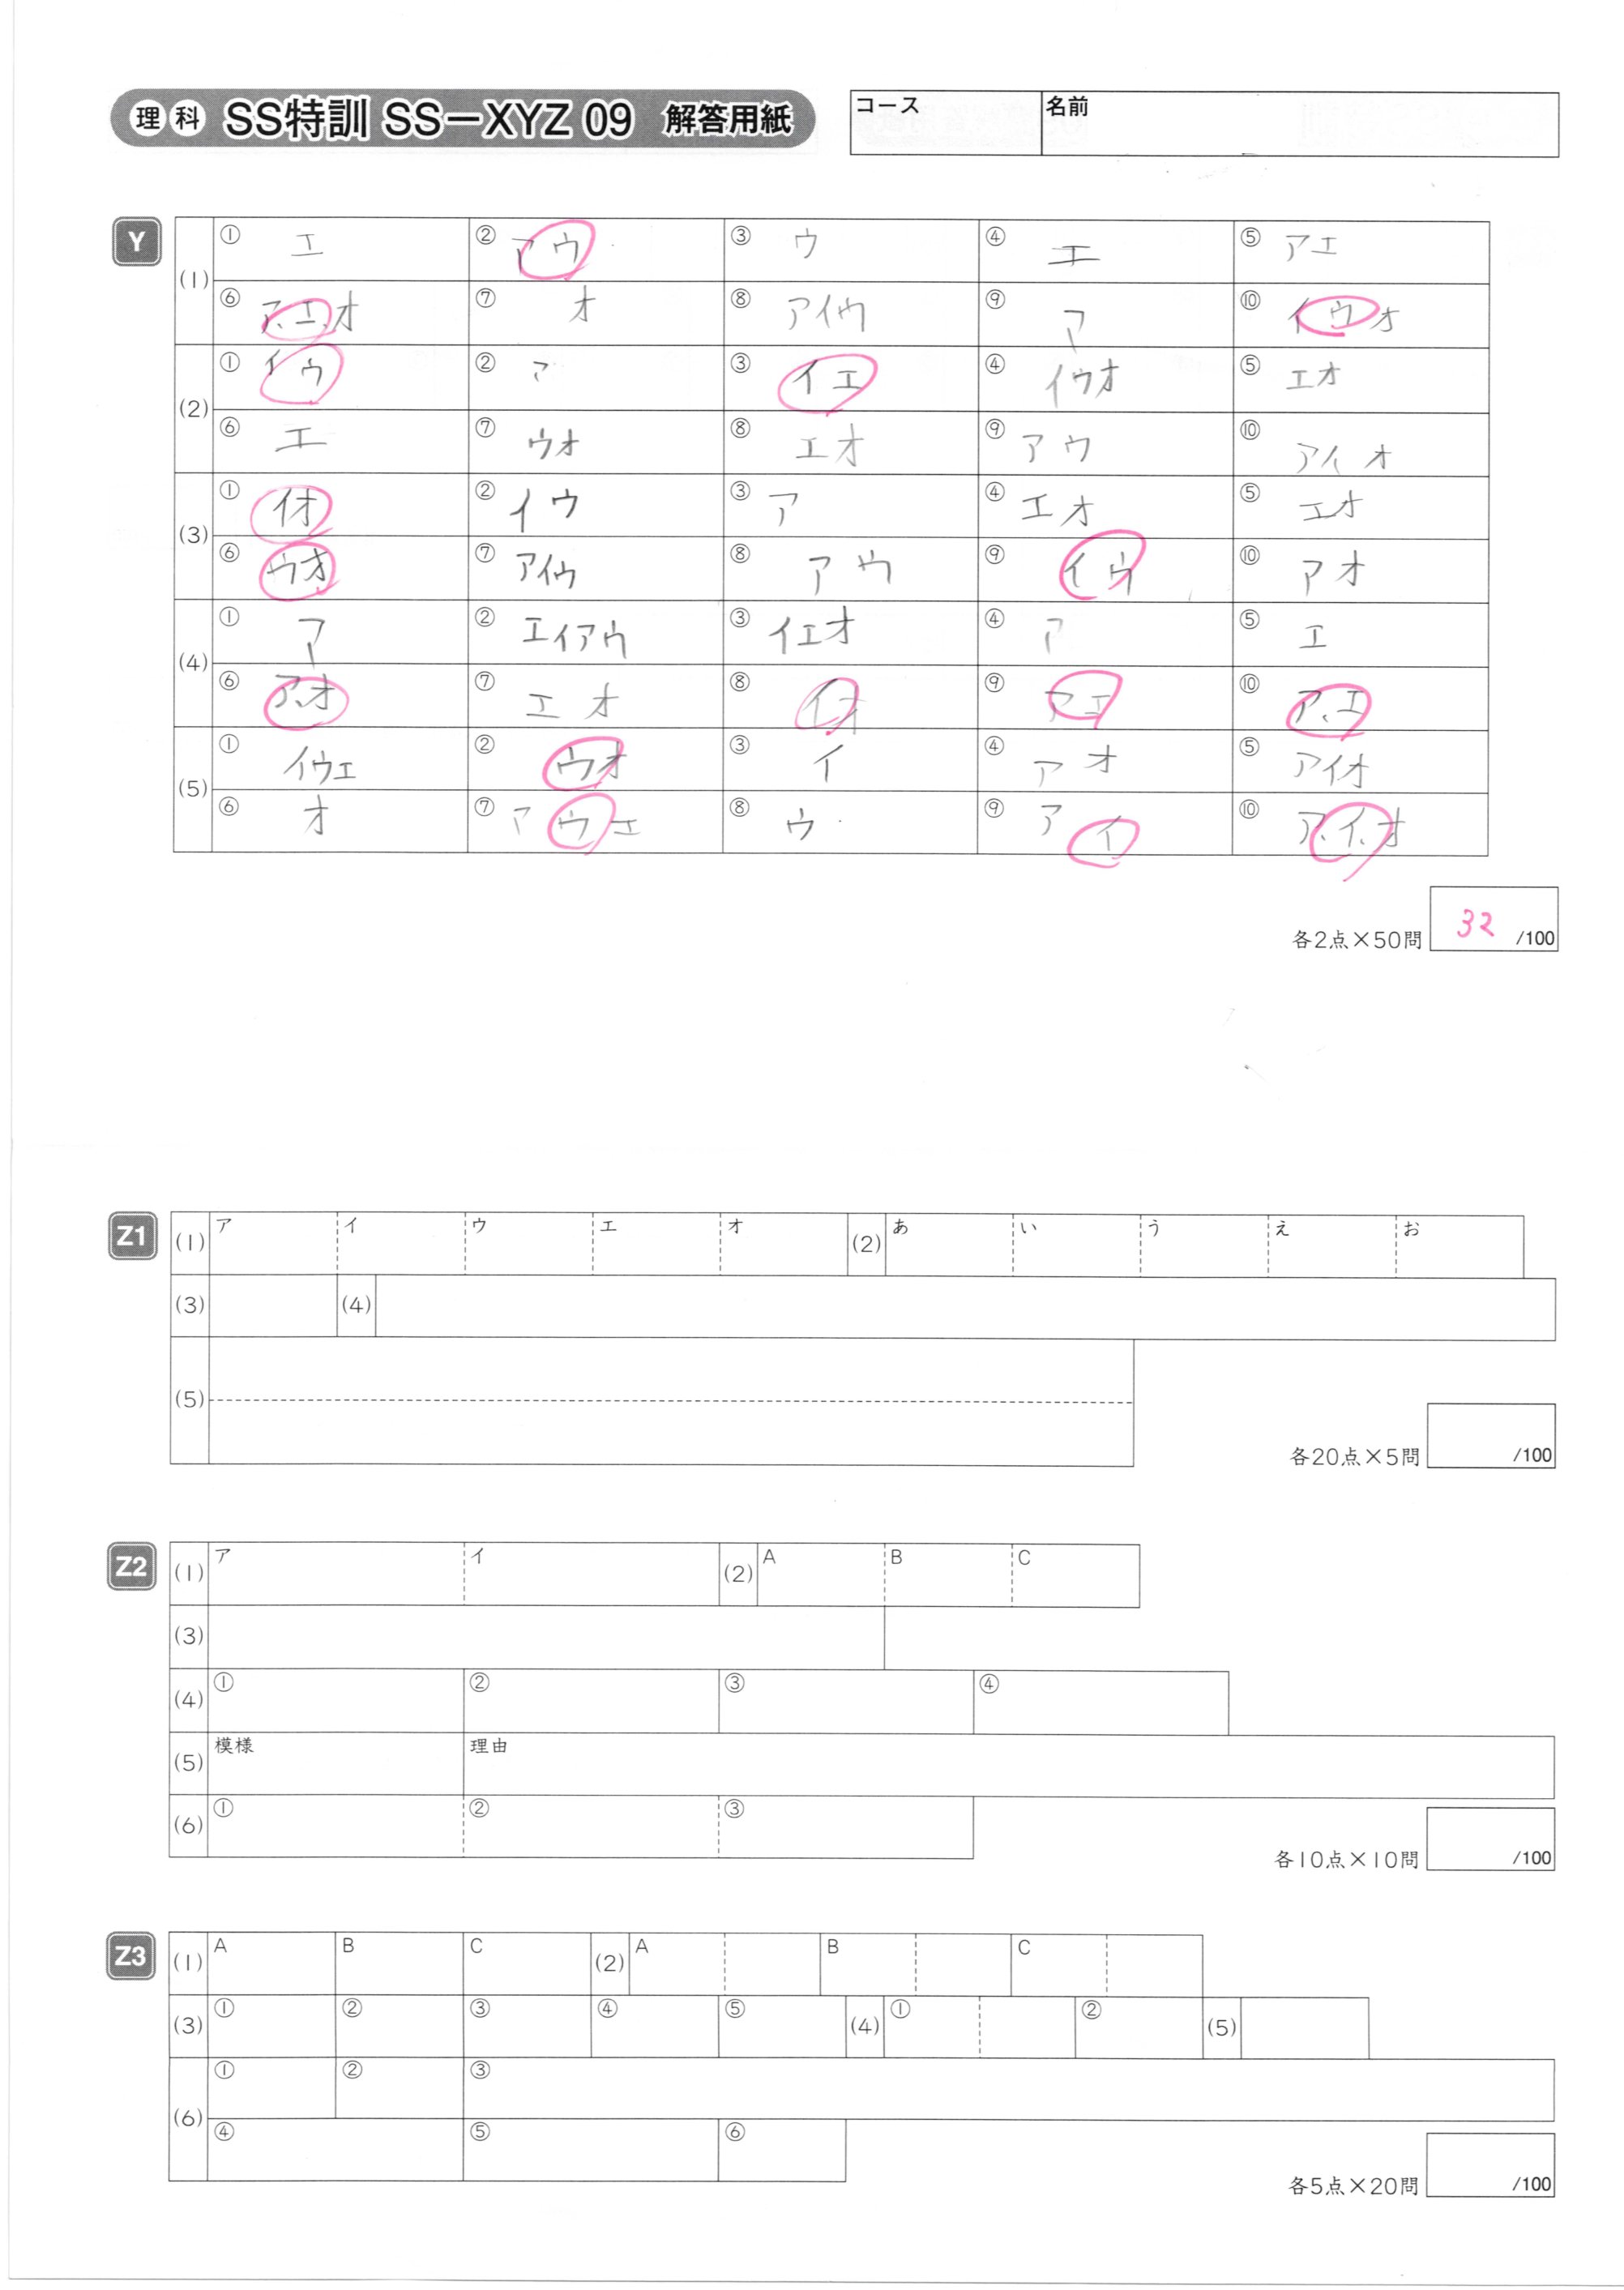 理科 SS特訓 SS－XYZ 09 解答用紙 コース 名前
Y
(1) ① エ ② アウ ③ ウ ④ エ ⑤ アエ
⑥ ア、エ、オ ⑦ オ ⑧ アイウ ⑨ ア ⑩ イ ウ オ
(2) ① イウ ② ア ③ イエ ④ イウオ ⑤ エオ
⑥ エ ⑦ ウオ ⑧ エオ ⑨ アウ ⑩ アイオ
(3) ① イオ ② イウ ③ ア ④ エオ ⑤ エオ
⑥ ウオ ⑦ アイウ ⑧ アウ ⑨ イウ ⑩ アオ
(4) ① ア ② エイアウ ③ イエオ ④ ア ⑤ エ
⑥ ア、オ ⑦ エオ ⑧ イオ ⑨ アエ ⑩ ア、エ
(5) ① イウエ ② ウオ ③ イ ④ アオ ⑤ アイオ
⑥ オ ⑦ アウエ ⑧ ウ ⑨ アイ ⑩ ア、イ、オ
各2点×50問 32 /100
Z1 (1) ア イ ウ エ オ (2) あ い う え お
(3) (4)
(5)
各20点×5問 /100
Z2 (1) ア イ (2) A B C
(3)
(4) ① ② ③ ④
(5) 模様 理由
(6) ① ② ③
各10点×10問 /100
Z3 (1) A B C (2) A B C
(3) ① ② ③ ④ ⑤ (4) ① ② (5)
(6) ① ② ③
④ ⑤ ⑥
各5点×20問 /100